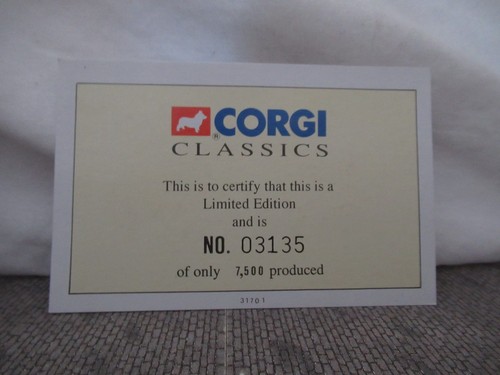 ® CORGI
CLASSICS
This is to certify that this is a
Limited Edition
and is
NO. 03135
of only 7,500 produced
31701